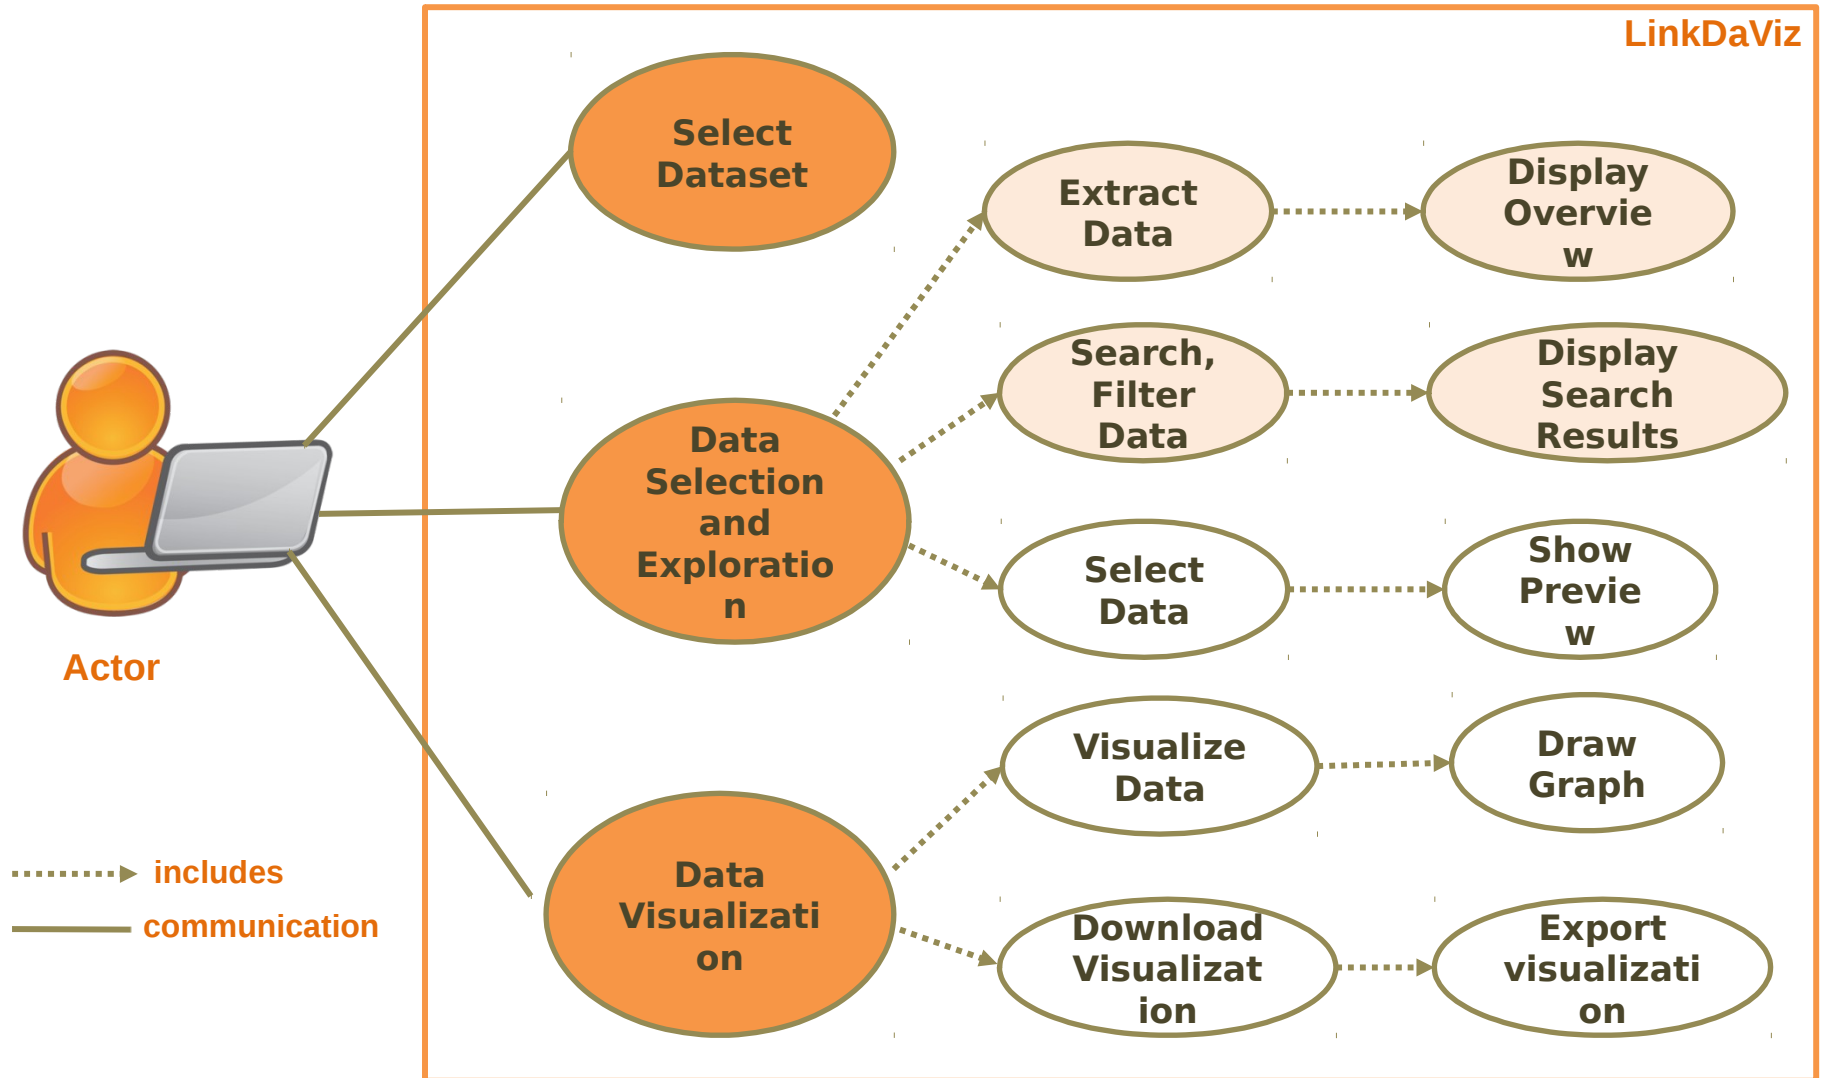 LinkDaViz
Select
Dataset
Extract
Data
Display
Overvie
w
Search,
Filter
Data
Display
Search
Results
Data
Selection
and
Exploratio
n
Select
Data
Show
Previe
w
Actor
Visualize
Data
Draw
Graph
Data
Visualizati
on
Download
Visualizat
ion
Export
visualizati
on
includes
communication